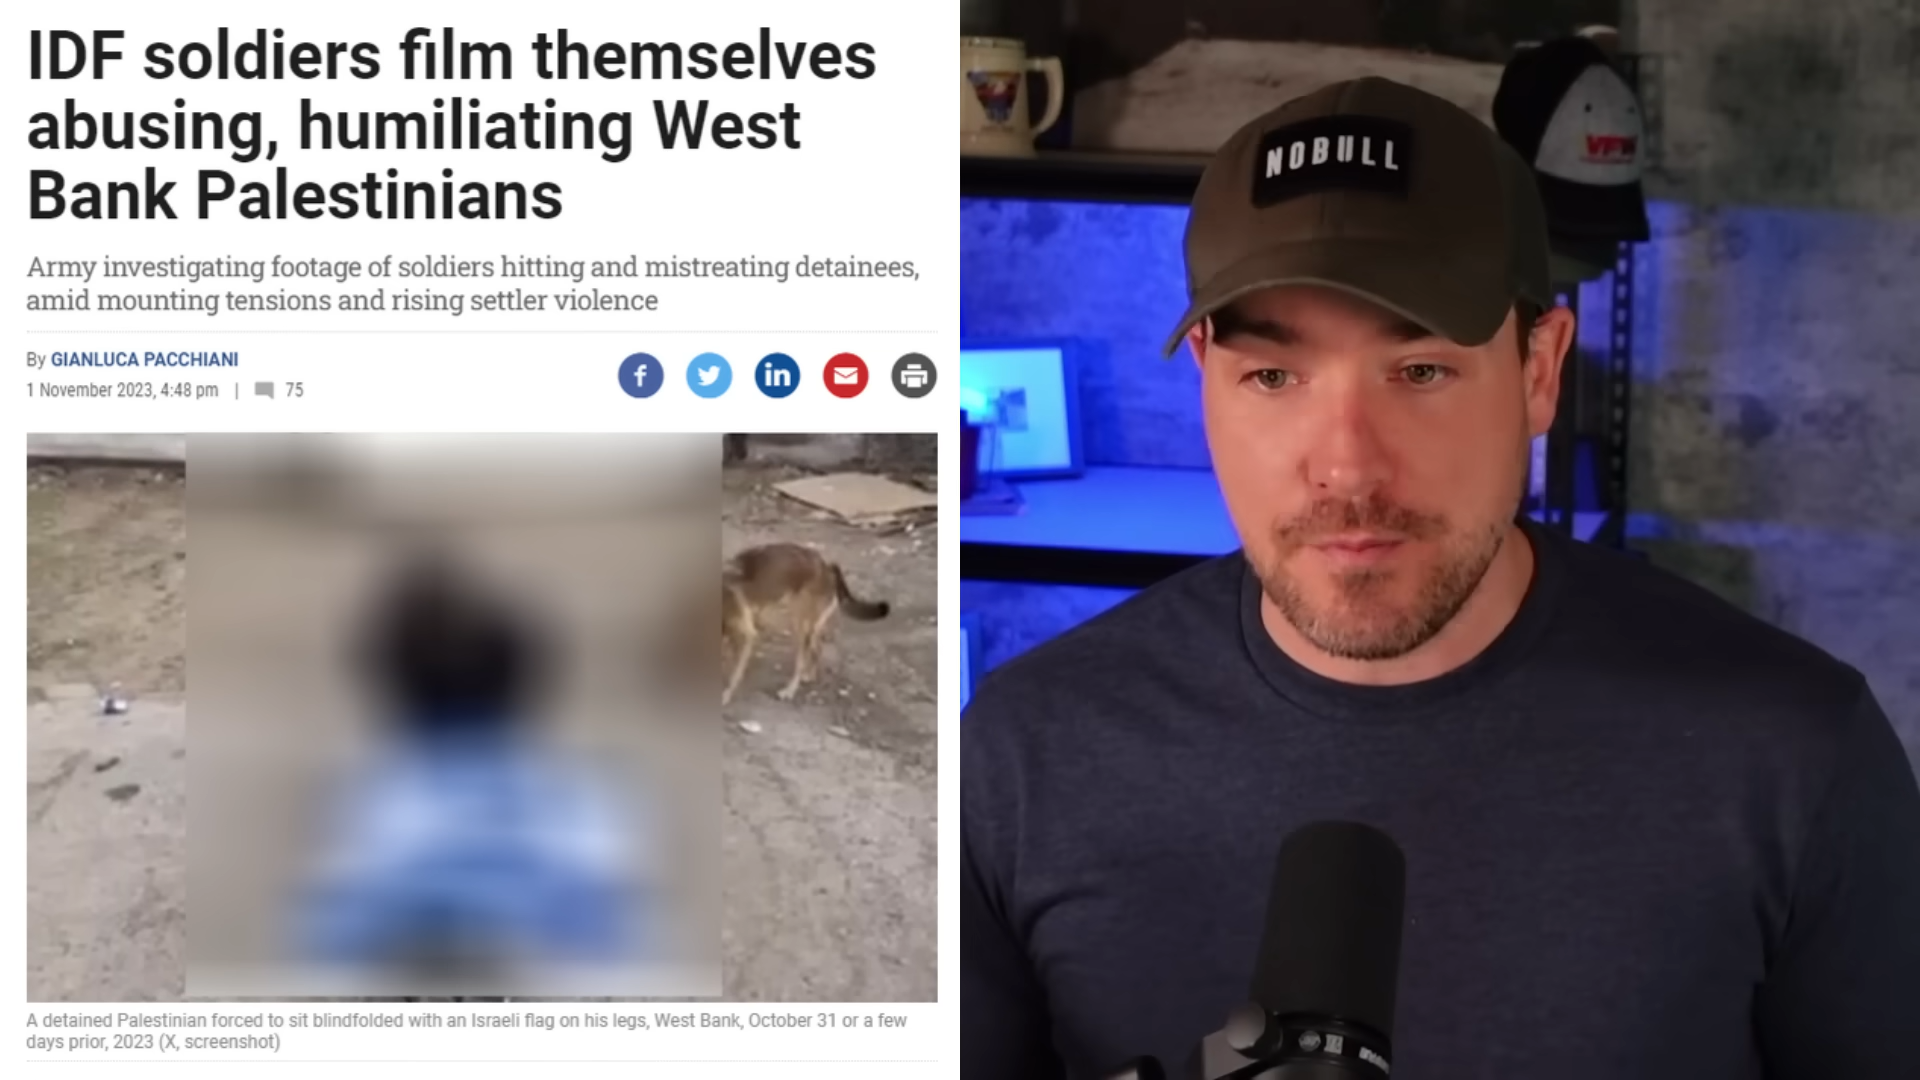 IDF soldiers film themselves
abusing, humiliating West
Bank Palestinians
Army investigating footage of soldiers hitting and mistreating detainees,
amid mounting tensions and rising settler violence
By GIANLUCA PACCHIANI
1 November 2023, 4:48 pm | 75
f
in
A detained Palestinian forced to sit blindfolded with an Israeli flag on his legs, West Bank, October 31 or a few
days prior, 2023 (X, screenshot)
NOBULL
VFW